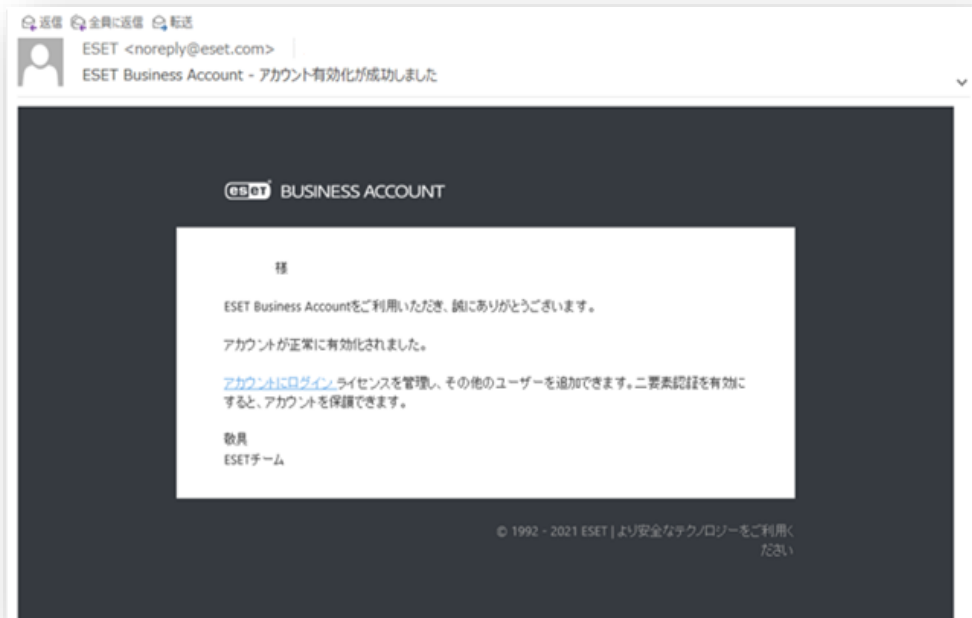 返信 全員に返信 転送
ESET <noreply@eset.com>
ESET Business Account - アカウント有効化が成功しました
eset BUSINESS ACCOUNT
様
ESET Business Accountをご利用いただき、誠にありがとうございます。
アカウントが正常に有効化されました。
アカウントにログイン ライセンスを管理し、その他のユーザーを追加できます。二要素認証を有効に
すると、アカウントを保護できます。
敬具
ESETチーム
© 1992 - 2021 ESET | より安全なテクノロジーをご利用く
ださい